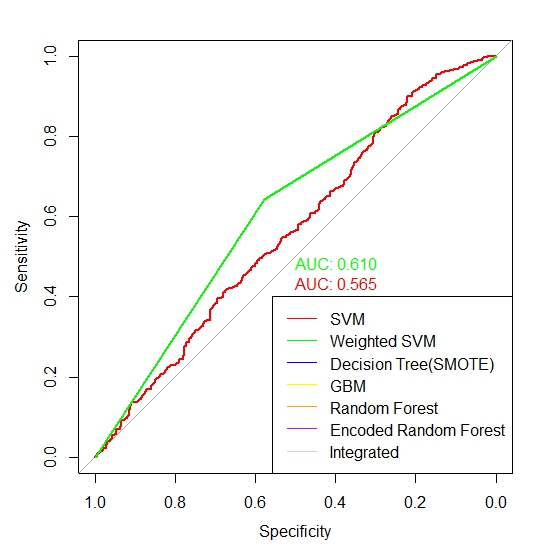 1.0
0.8
0.6
0.4
0.2
0.0
Sensitivity
AUC: 0.610
AUC: 0.565
SVM
Weighted SVM
Decision Tree(SMOTE)
GBM
Random Forest
Encoded Random Forest
Integrated
1.0 0.8 0.6 0.4 0.2 0.0
Specificity